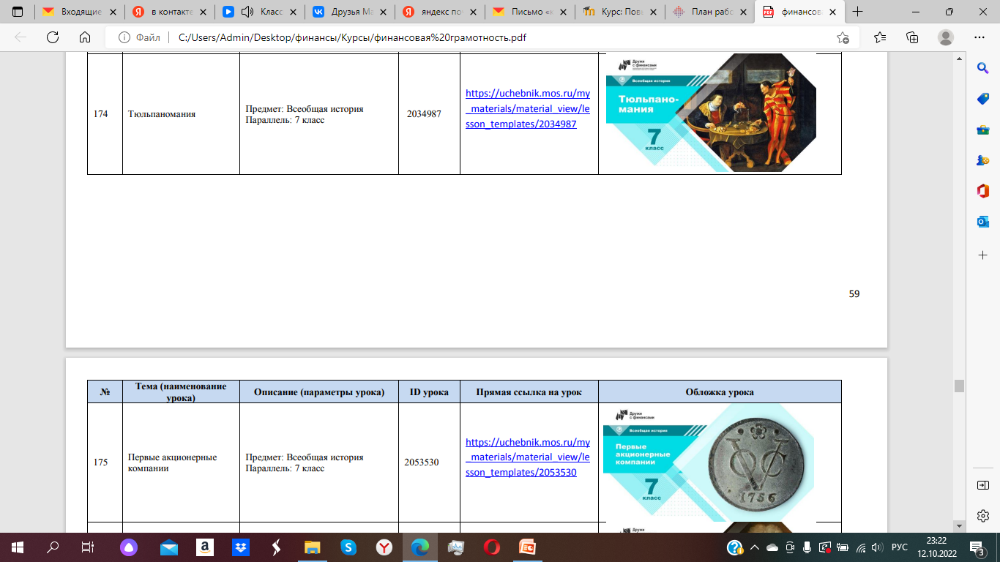 Входящие
в контакте
Класс
Друзья Ма
яндекс по
Письмо «н
Курс: Повы
План рабо
финансова
Файл
C:/Users/Admin/Desktop/финансы/Курсы/финансовая%20грамотность.pdf
174
Тюльпаномания
Предмет: Всеобщая история
Параллель: 7 класс
2034987
https://uchebnik.mos.ru/my
_materials/material_view/le
sson_templates/2034987
Дружи
с финансами
Всеобщая история
Тюльпано-
мания
7
класс
59
№
Тема (наименование
урока)
Описание (параметры урока)
ID урока
Прямая ссылка на урок
Обложка урока
175
Первые акционерные
компании
Предмет: Всеобщая история
Параллель: 7 класс
2053530
https://uchebnik.mos.ru/my
_materials/material_view/le
sson_templates/2053530
Дружи
с финансами
Всеобщая история
Первые
акционерные
компании
7
класс
VOC
1756
Дружи
РУС
23:22
12.10.2022
3